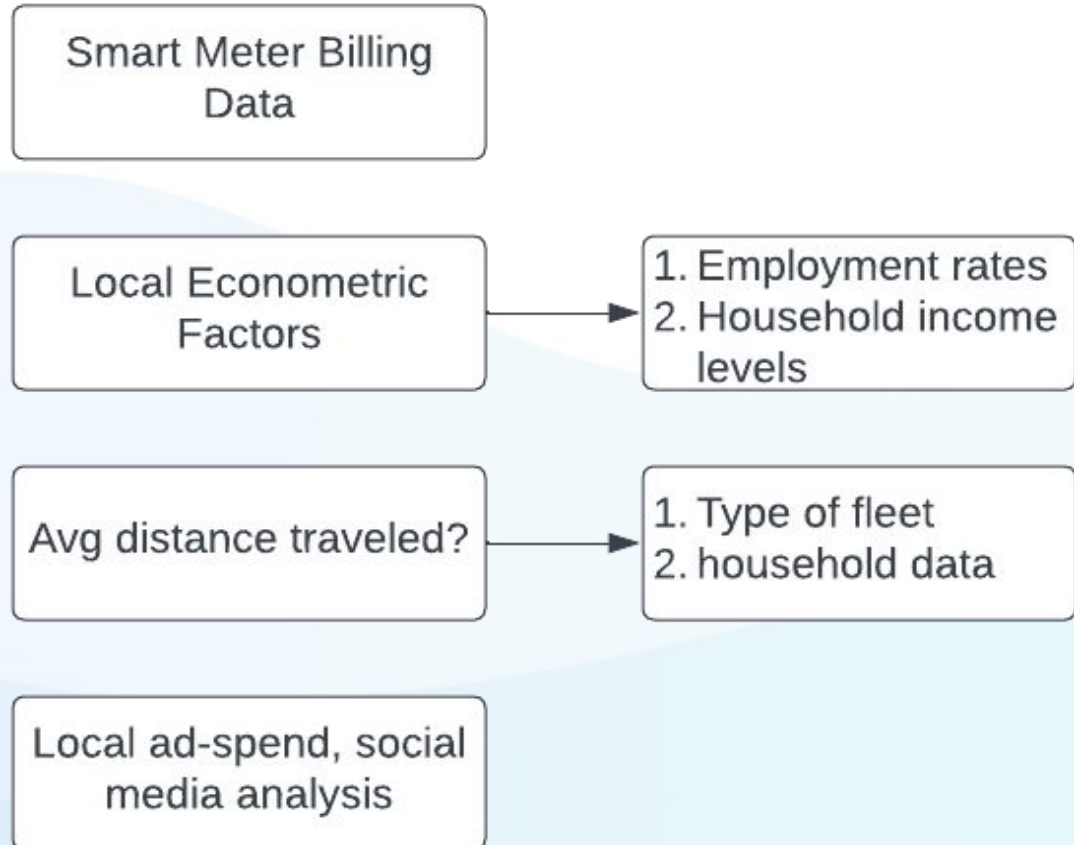 Smart Meter Billing
Data
Local Econometric
Factors
1. Employment rates
2. Household income
levels
Avg distance traveled?
1. Type of fleet
2. household data
Local ad-spend, social
media analysis